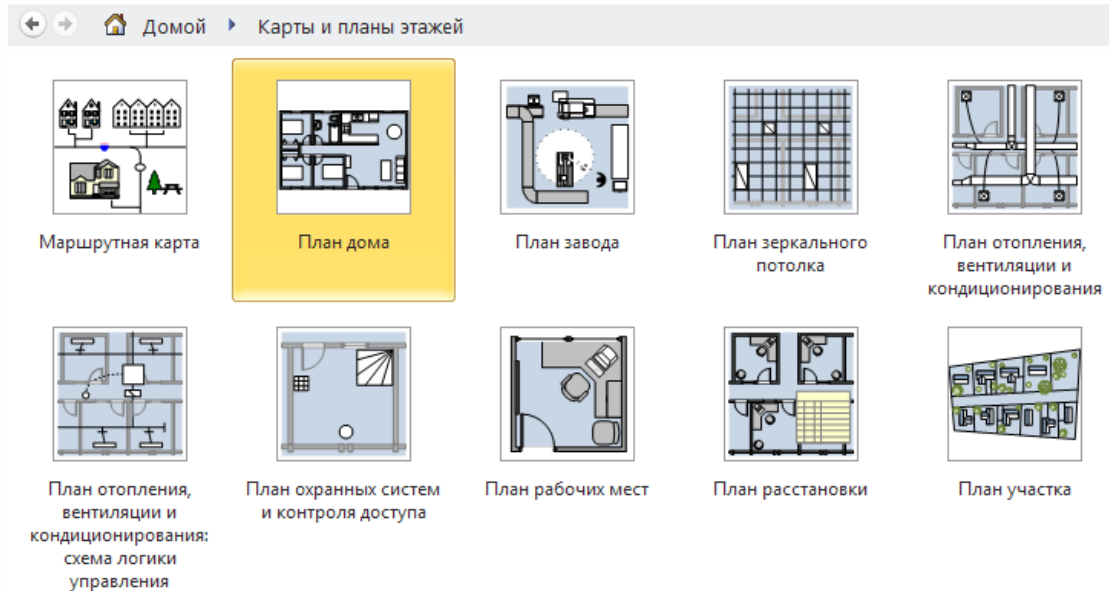 Домой Карты и планы этажей
Маршрутная карта
План дома
План завода
План зеркального
потолка
План отопления,
вентиляции и
кондиционирования
План отопления,
вентиляции и
кондиционирования:
схема логики
управления
План охранных систем
и контроля доступа
План рабочих мест
План расстановки
План участка